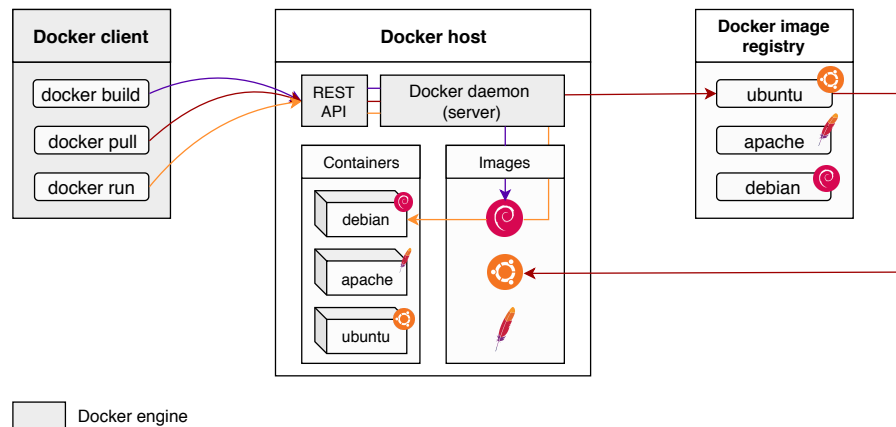 Docker client
docker build
docker pull
docker run
Docker host
REST
API
Docker daemon
(server)
Containers
debian
apache
ubuntu
Images
Docker image
registry
ubuntu
apache
debian
Docker engine